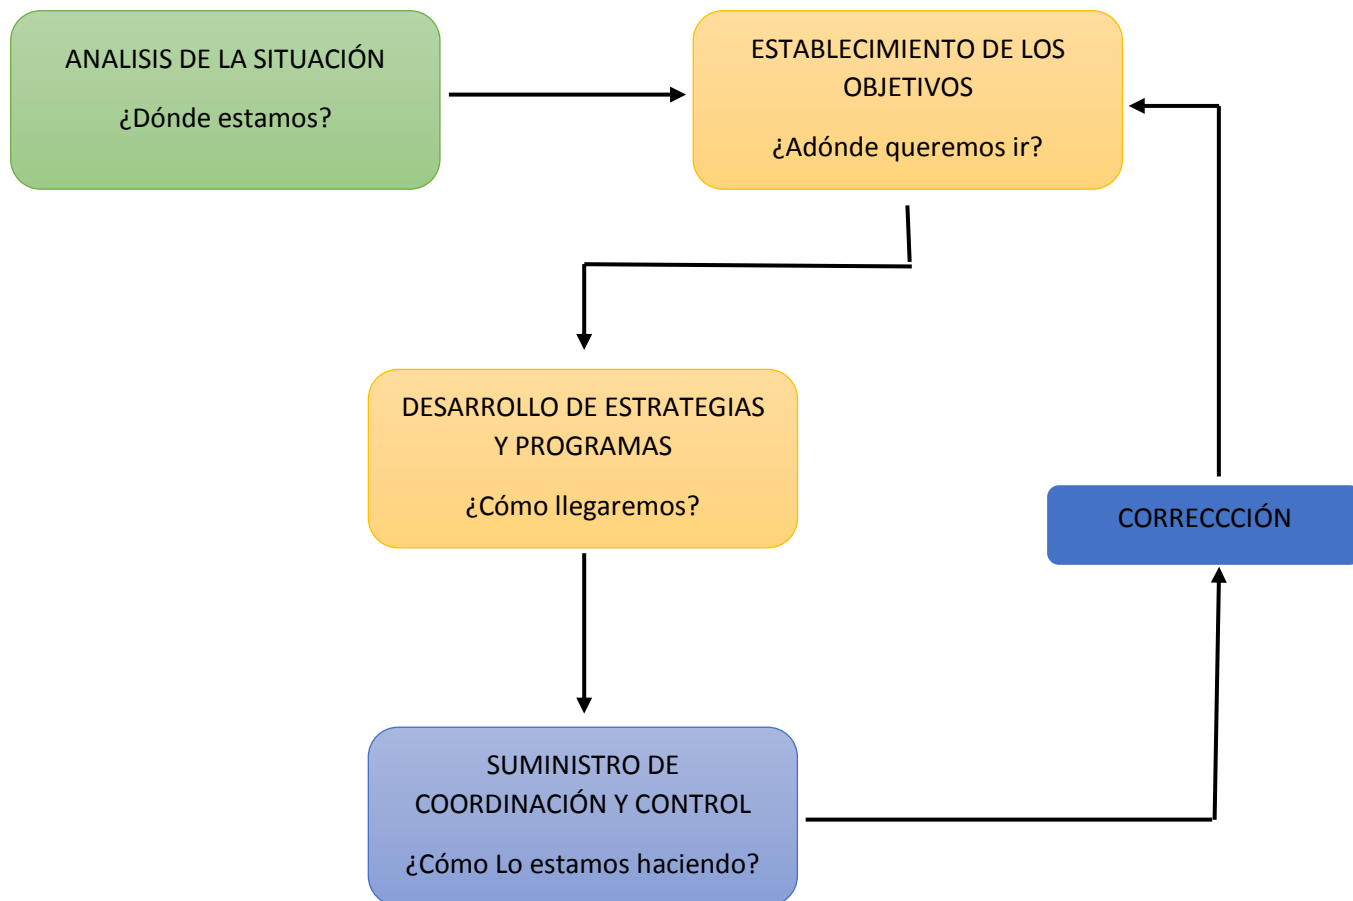 ANALISIS DE LA SITUACIÓN
¿Dónde estamos?
ESTABLECIMIENTO DE LOS
OBJETIVOS
¿Adónde queremos ir?
DESARROLLO DE ESTRATEGIAS
Y PROGRAMAS
¿Cómo llegaremos?
CORRECCCIÓN
SUMINISTRO DE
COORDINACIÓN Y CONTROL
¿Cómo Lo estamos haciendo?